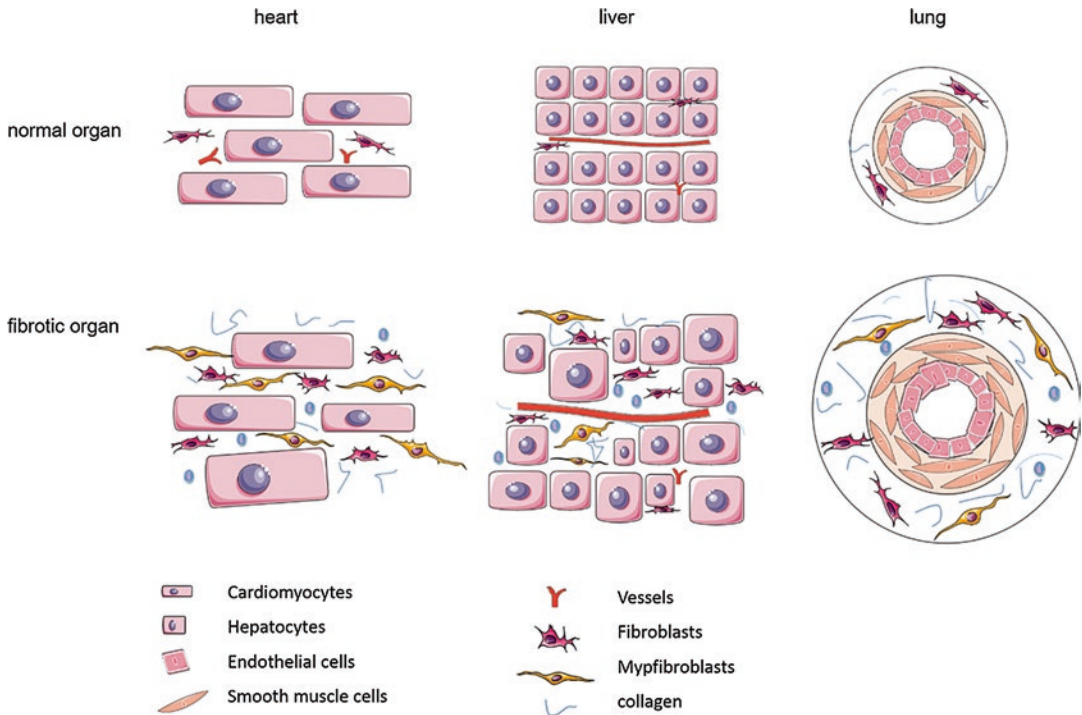 heart
liver
lung
normal organ
fibrotic organ
Cardiomyocytes
Hepatocytes
Endothelial cells
Smooth muscle cells
Vessels
Fibroblasts
Mypfibroblasts
collagen